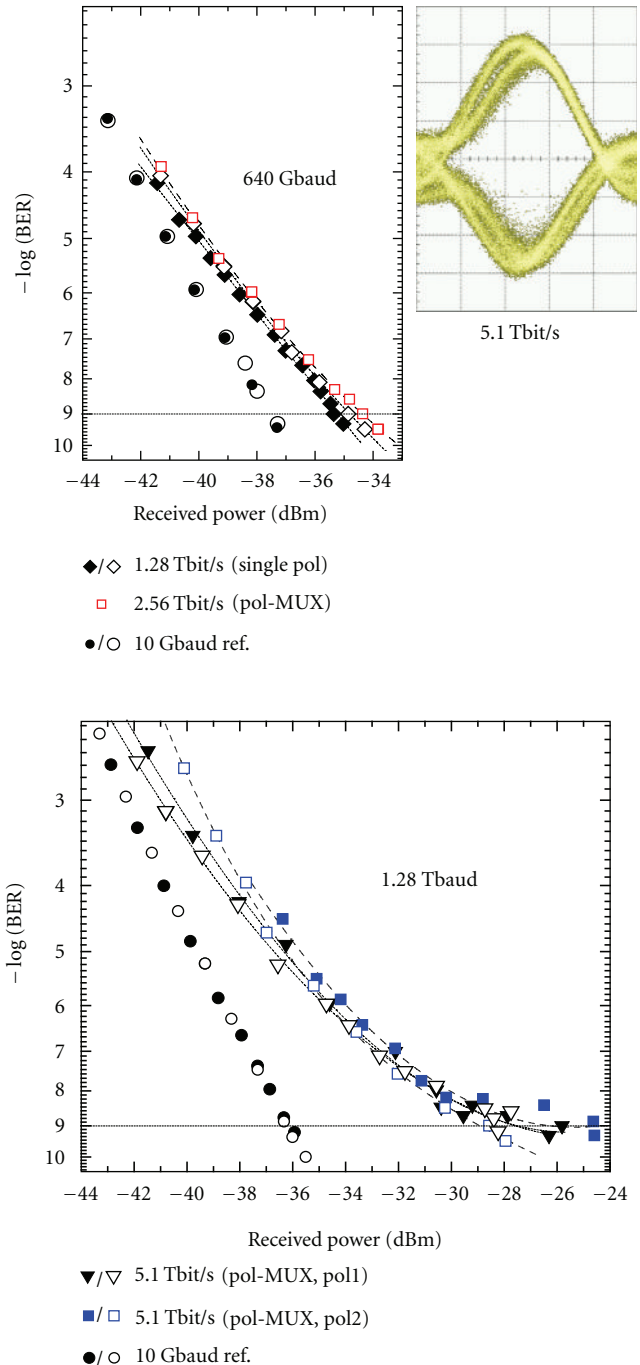 3
4
5
6
7
8
9
10
− log (BER)
640 Gbaud
−44 −42 −40 −38 −36 −34
Received power (dBm)
5.1 Tbit/s
◆/◇ 1.28 Tbit/s (single pol)
□ 2.56 Tbit/s (pol-MUX)
●/○ 10 Gbaud ref.
3
4
5
6
7
8
9
10
− log (BER)
1.28 Tbaud
−44 −42 −40 −38 −36 −34 −32 −30 −28 −26 −24
Received power (dBm)
▼/▽ 5.1 Tbit/s (pol-MUX, pol1)
■/□ 5.1 Tbit/s (pol-MUX, pol2)
●/○ 10 Gbaud ref.